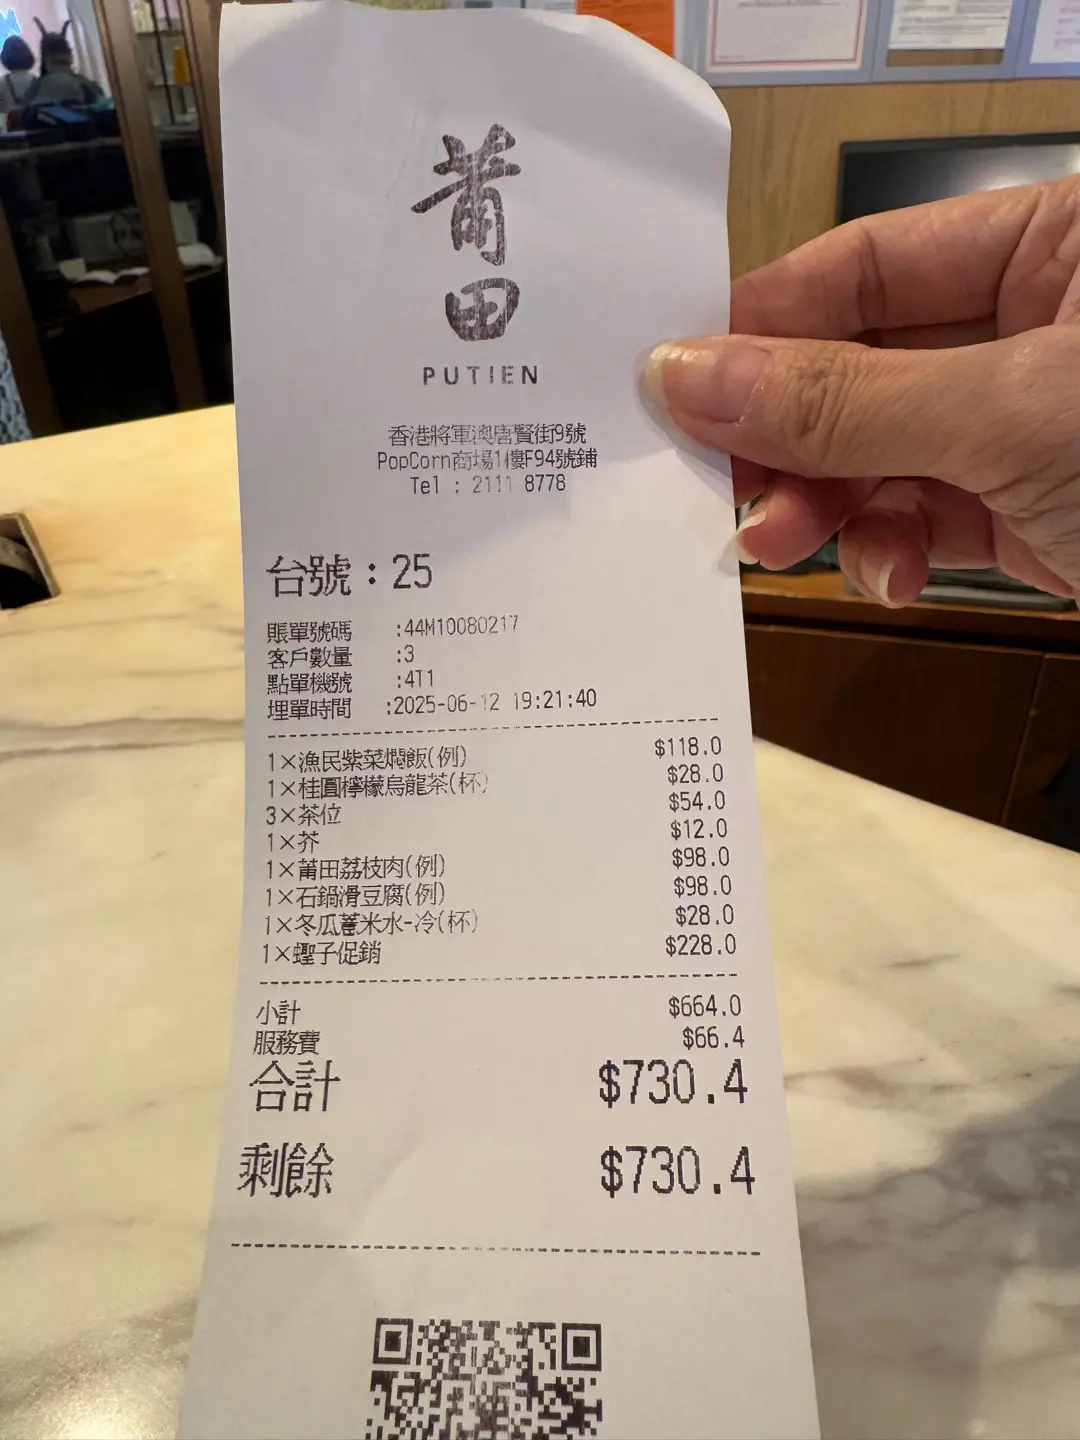 莆
田
PUTIEN
香港將軍澳唐賢街9號
PopCorn商場1樓F94號鋪
Tel : 2111 8778
台號：25
賬單號碼 :44M10080217
客戶數量 :3
點單機號 :4T1
埋單時間 :2025-06-12 19:21:40
1×漁民紫菜燜飯(例) $118.0
1×桂圓檸檬烏龍茶(杯) $28.0
3×茶位 $54.0
1×芥 $12.0
1×莆田荔枝肉(例) $98.0
1×石鍋滑豆腐(例) $98.0
1×冬瓜薏米水-冷(杯) $28.0
1×蟶子促銷 $228.0
小計 $664.0
服務費 $66.4
合計 $730.4
剩餘 $730.4